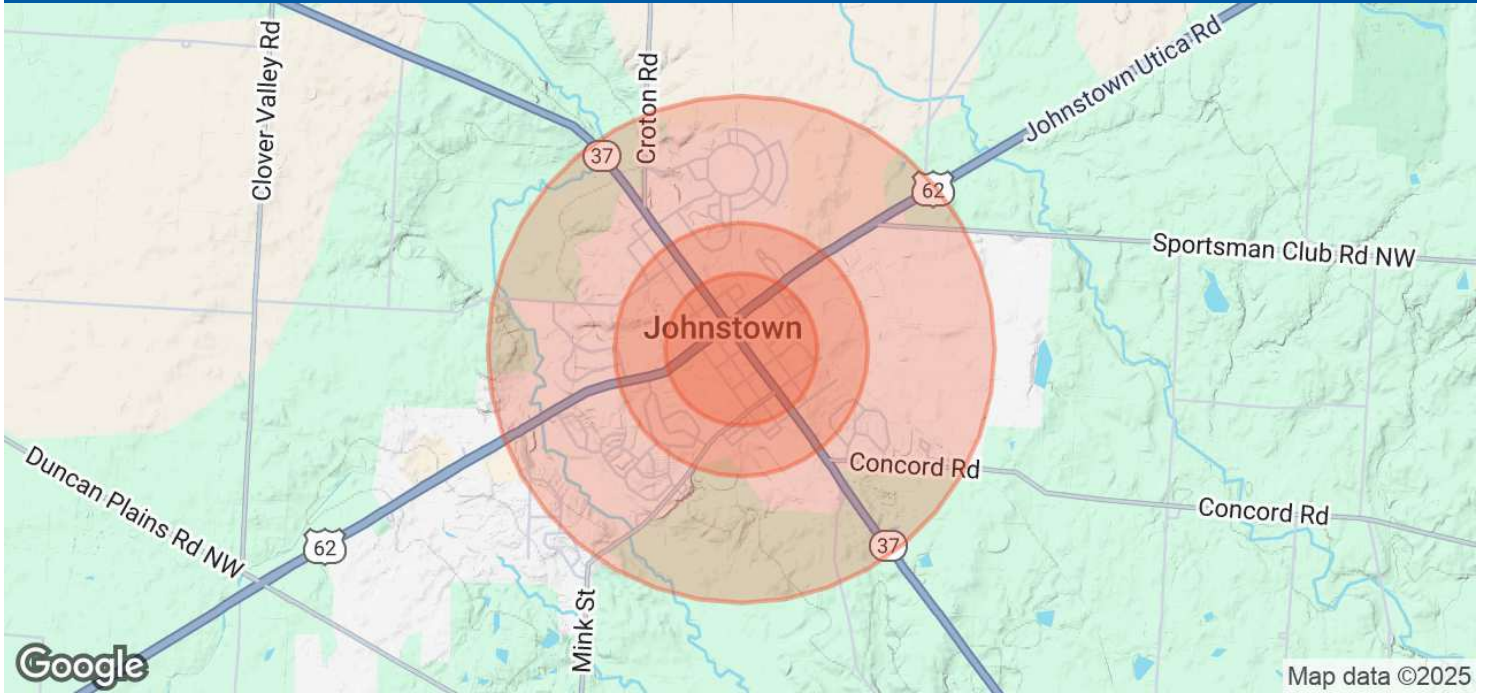 Clover Valley Rd
Croton Rd
Johnstown Utica Rd
37
62
Sportsman Club Rd NW
Johnstown
Concord Rd
Duncan Plains Rd NW
Concord Rd
62
37
Mink St
Google
Map data ©2025